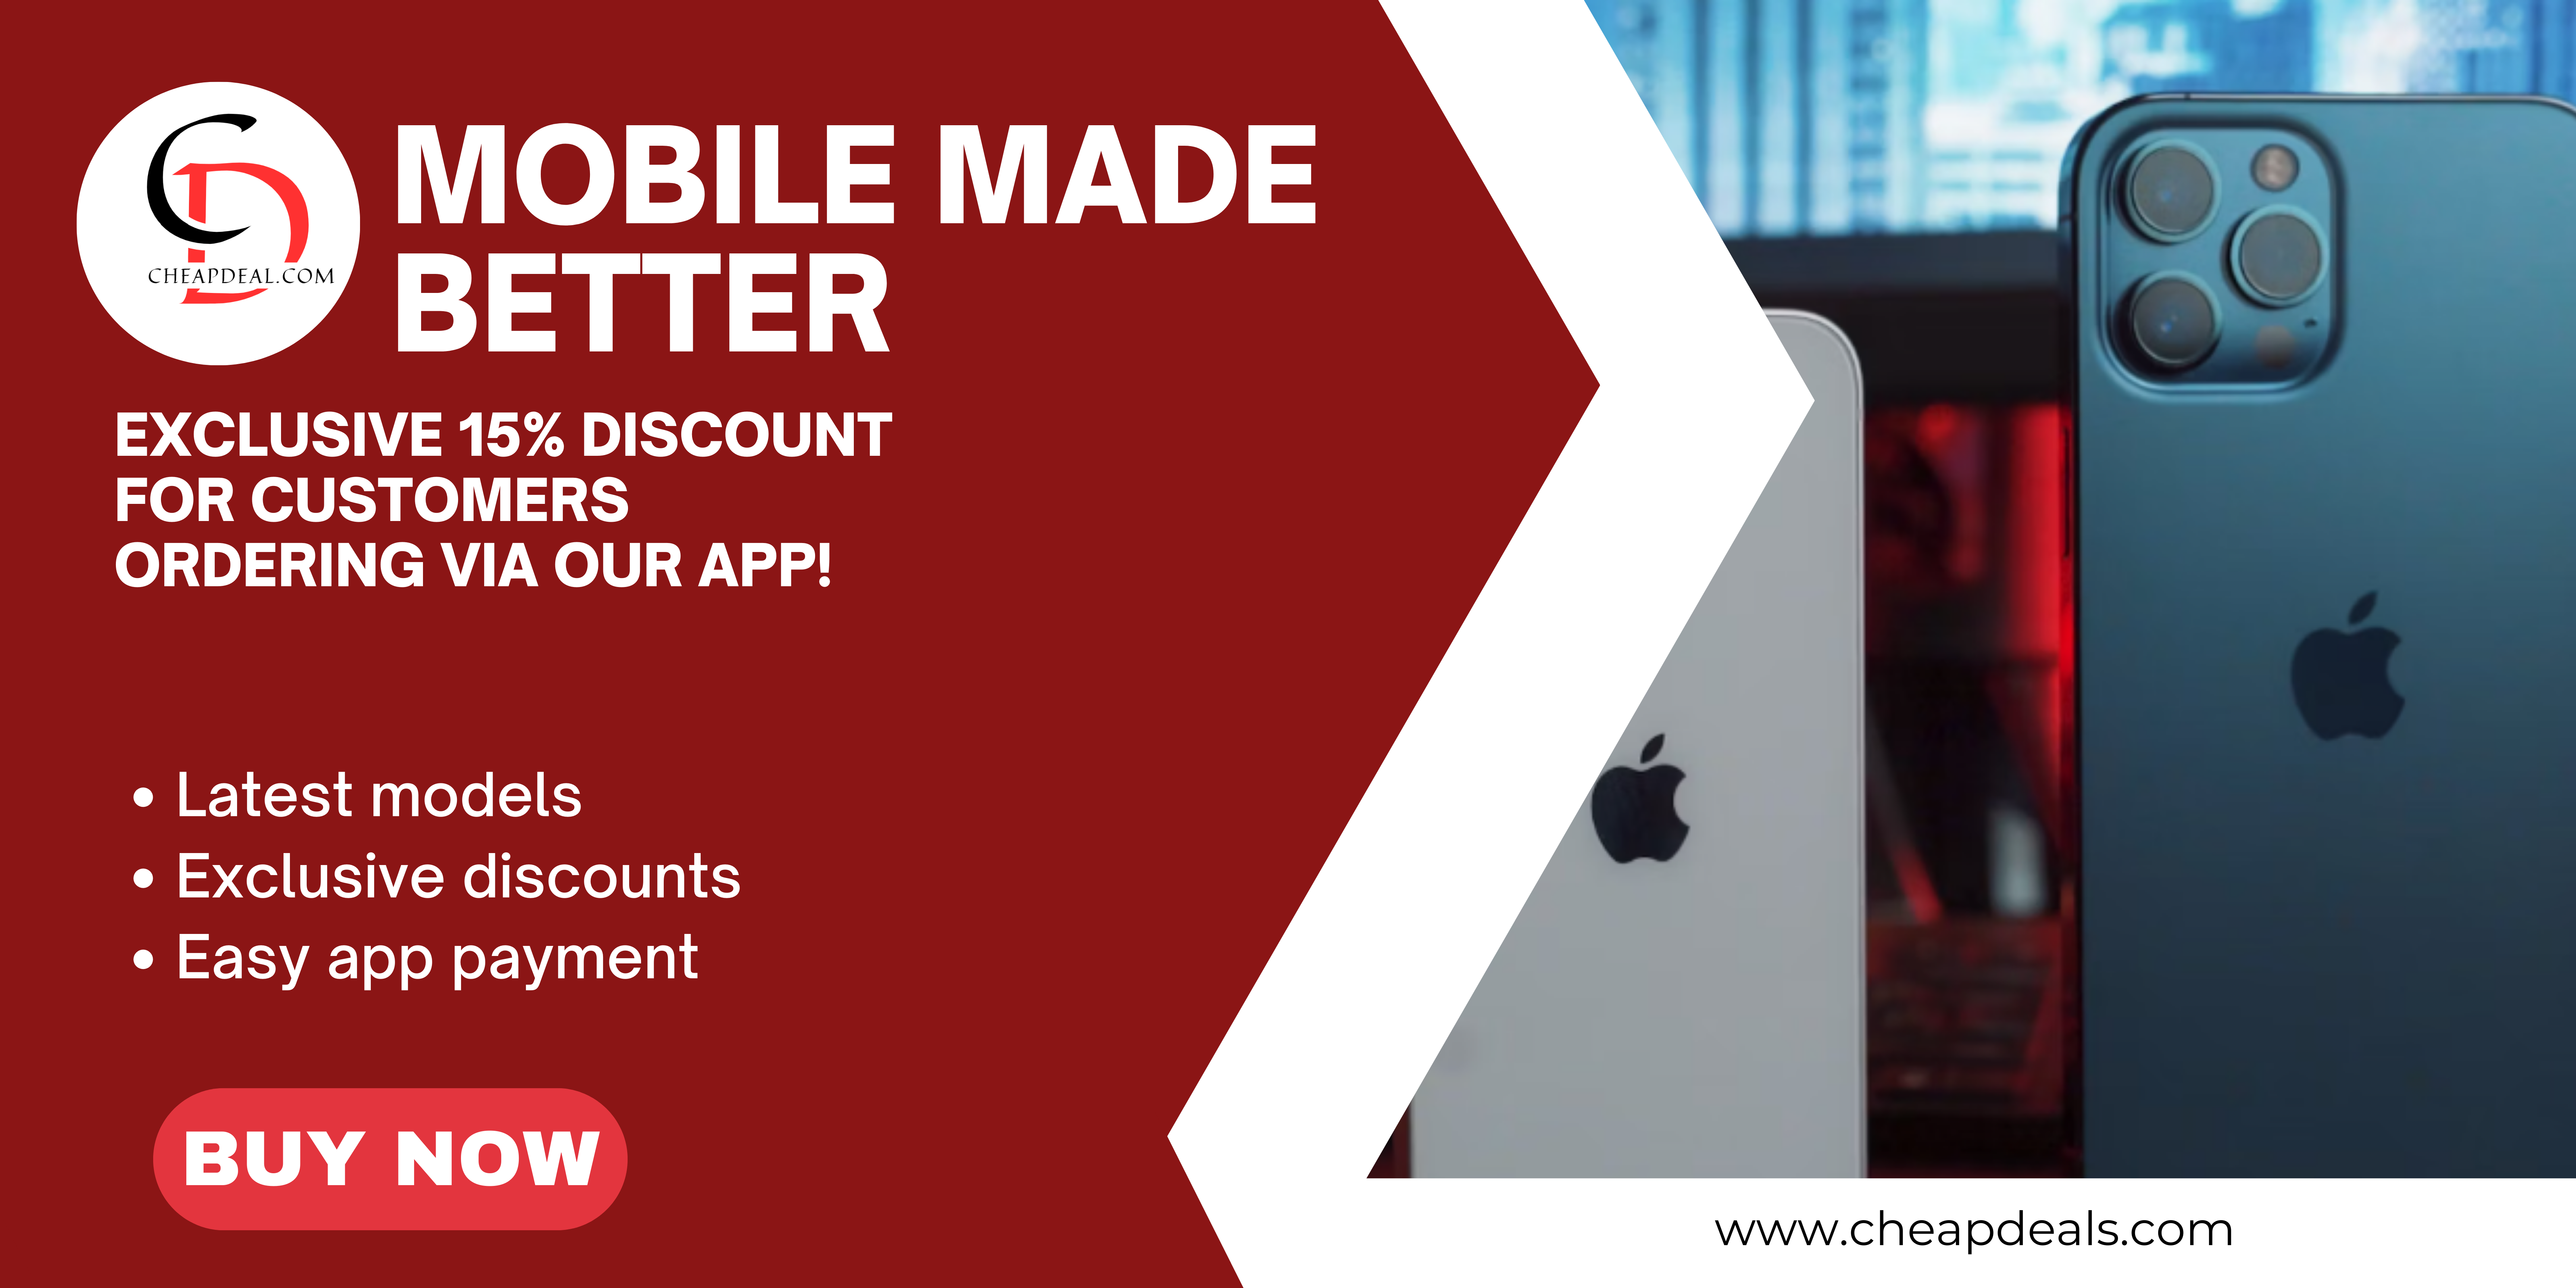 CD
CHEAPDEAL.COM
MOBILE MADE
BETTER
EXCLUSIVE 15% DISCOUNT
FOR CUSTOMERS
ORDERING VIA OUR APP!
• Latest models
• Exclusive discounts
• Easy app payment
BUY NOW
www.cheapdeals.com